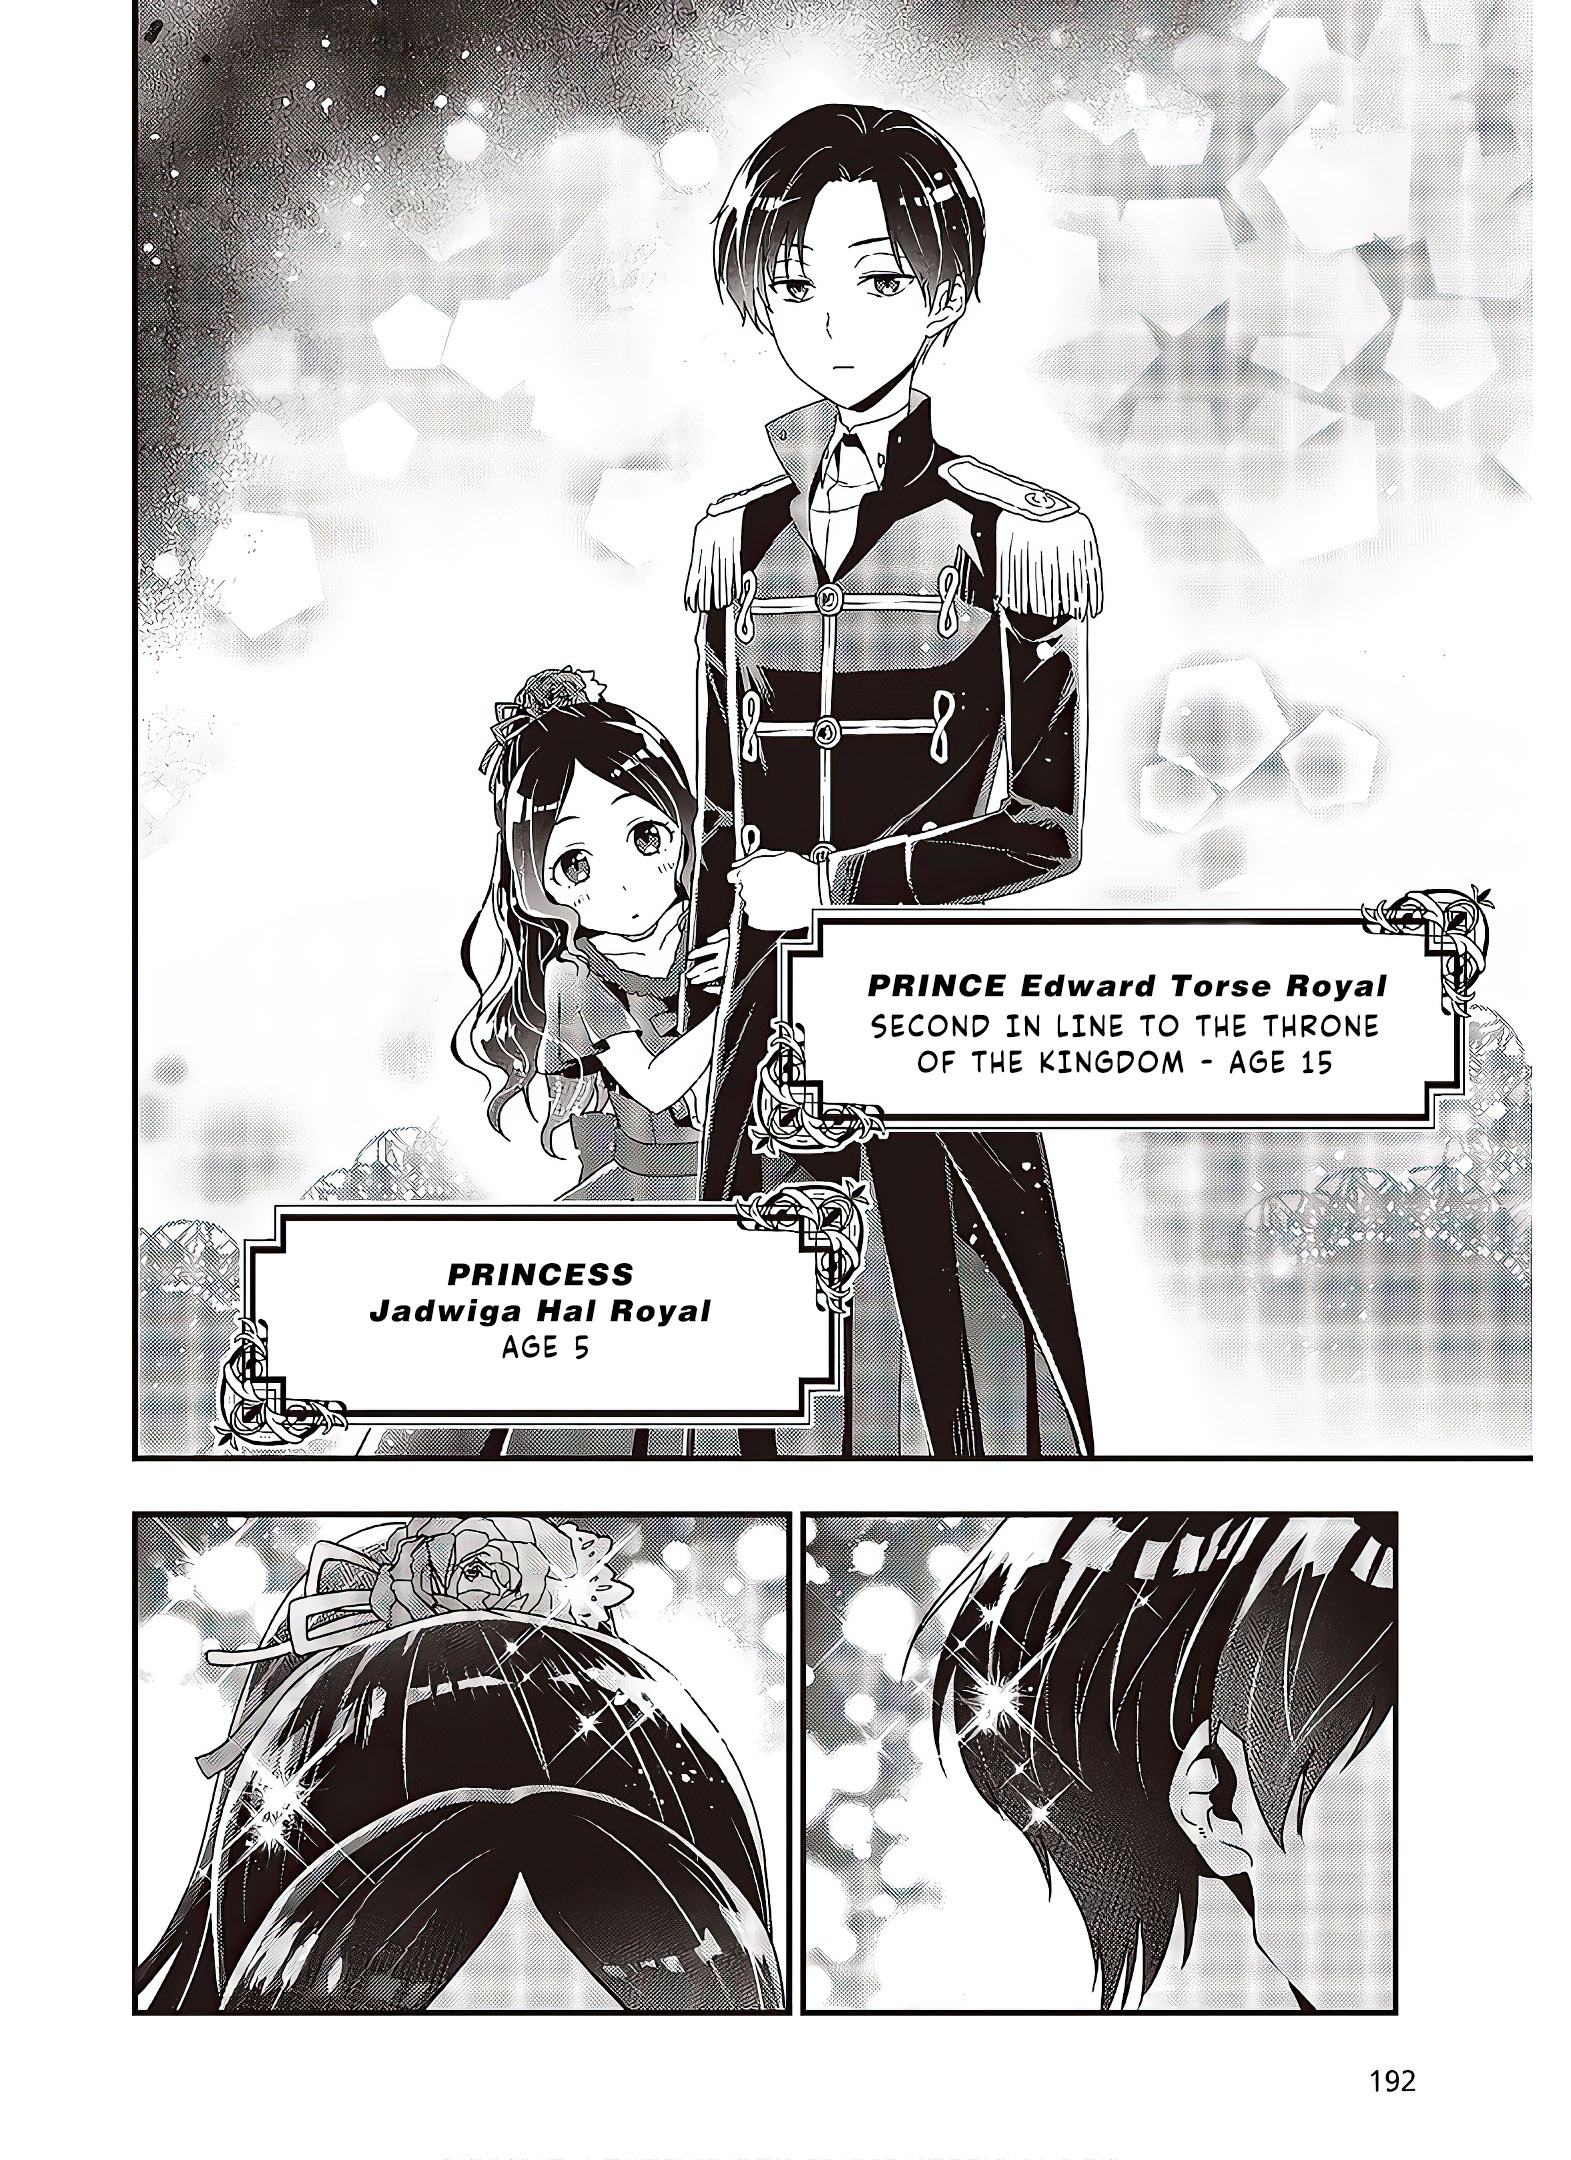 PRINCE Edward Torse Royal
SECOND IN LINE TO THE THRONE
OF THE KINGDOM - AGE 15
PRINCESS
Jadwiga Hal Royal
AGE 5
192